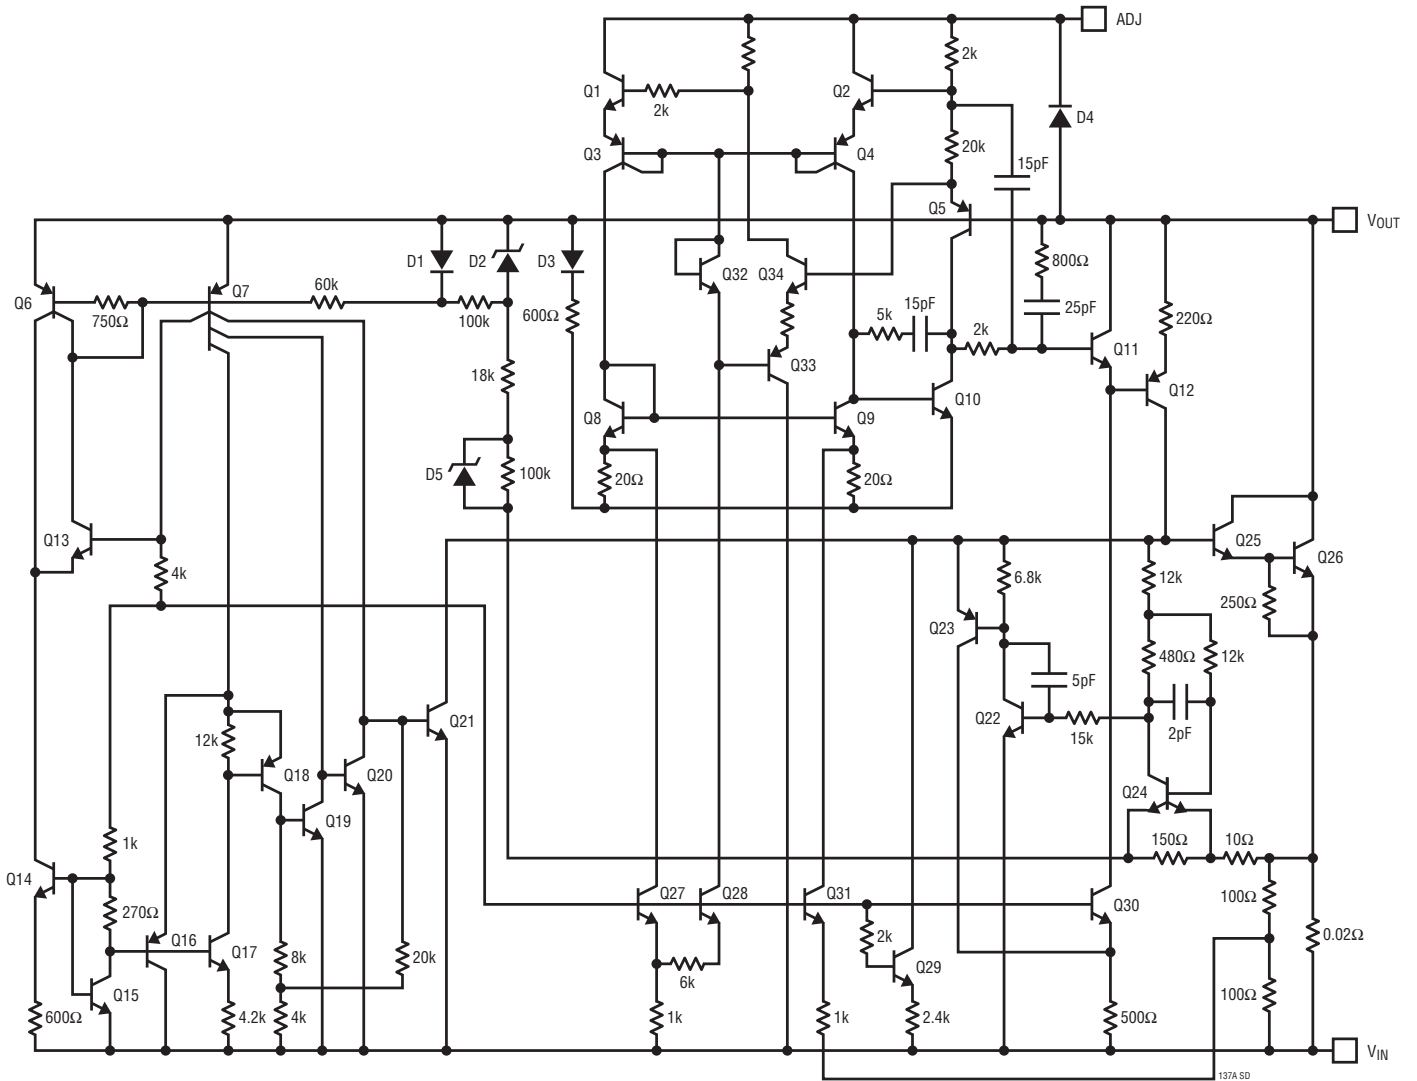 ADJ
2k
Q1
Q2
2k
D4
Q3
Q4
20k
15pF
Q5
VOUT
D1
D2
D3
Q32
Q34
800Ω
Q6
Q7
60k
750Ω
100k
600Ω
15pF
5k
25pF
2k
220Ω
Q33
Q11
18k
Q12
Q8
Q9
Q10
D5
100k
20Ω
20Ω
Q13
Q25
Q26
4k
6.8k
12k
250Ω
Q23
480Ω
12k
5pF
Q21
Q22
15k
2pF
12k
Q18
Q20
Q24
Q19
1k
150Ω
10Ω
Q14
Q27
Q28
Q31
Q30
100Ω
270Ω
Q16
Q17
2k
0.02Ω
8k
20k
Q29
6k
Q15
100Ω
600Ω
4.2k
4k
1k
1k
2.4k
500Ω
VIN
137A SD